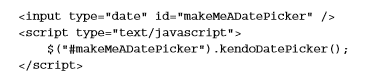 <input type="date" id="makeMeADatePicker" />
<script type="text/javascript">
    $("#makeMeADatePicker").kendoDatePicker();
</script>